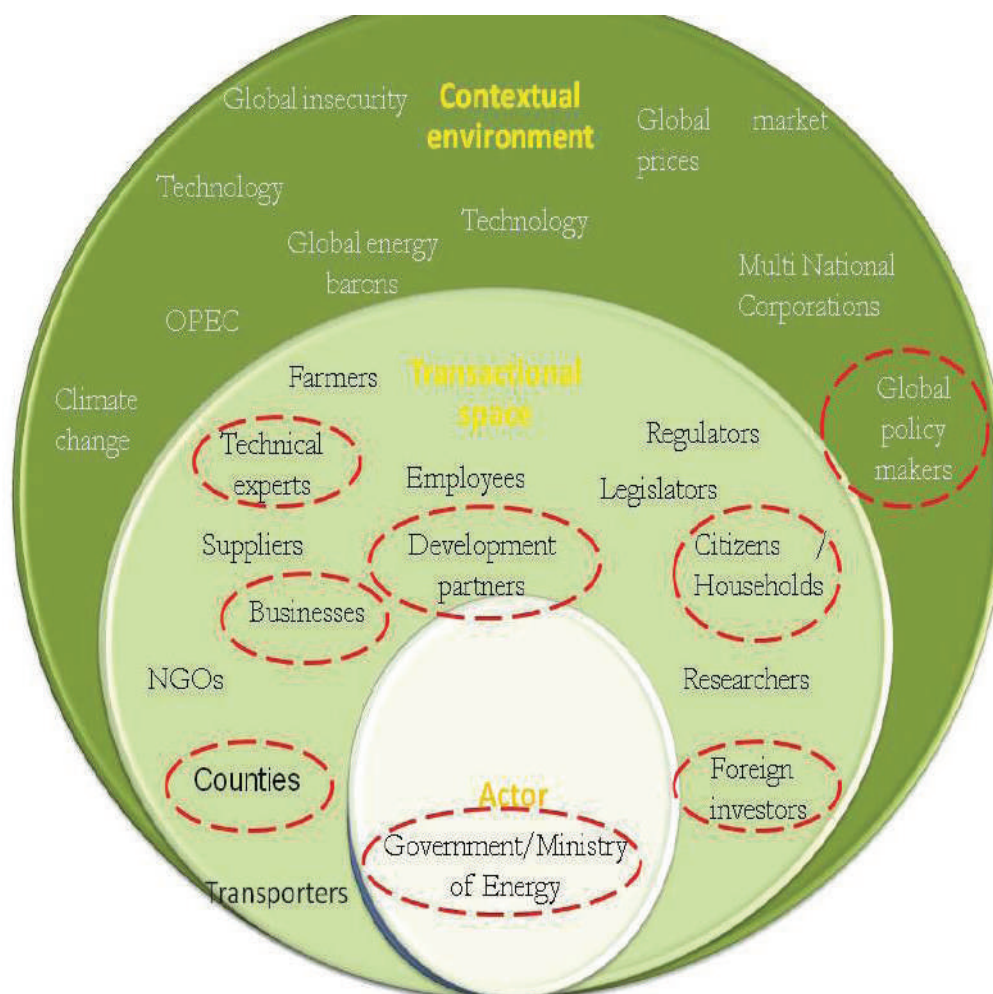 Global insecurity
Contextual
environment
Global market
prices
Technology
Technology
Global energy
barons
Multi National
Corporations
OPEC
Climate
change
Global
policy
makers
Transactional
space
Farmers
Technical
experts
Regulators
Employees
Legislators
Suppliers
Development
partners
Citizens /
Households
Businesses
NGOs
Researchers
Counties
Foreign
investors
Actor
Government/Ministry
of Energy
Transporters